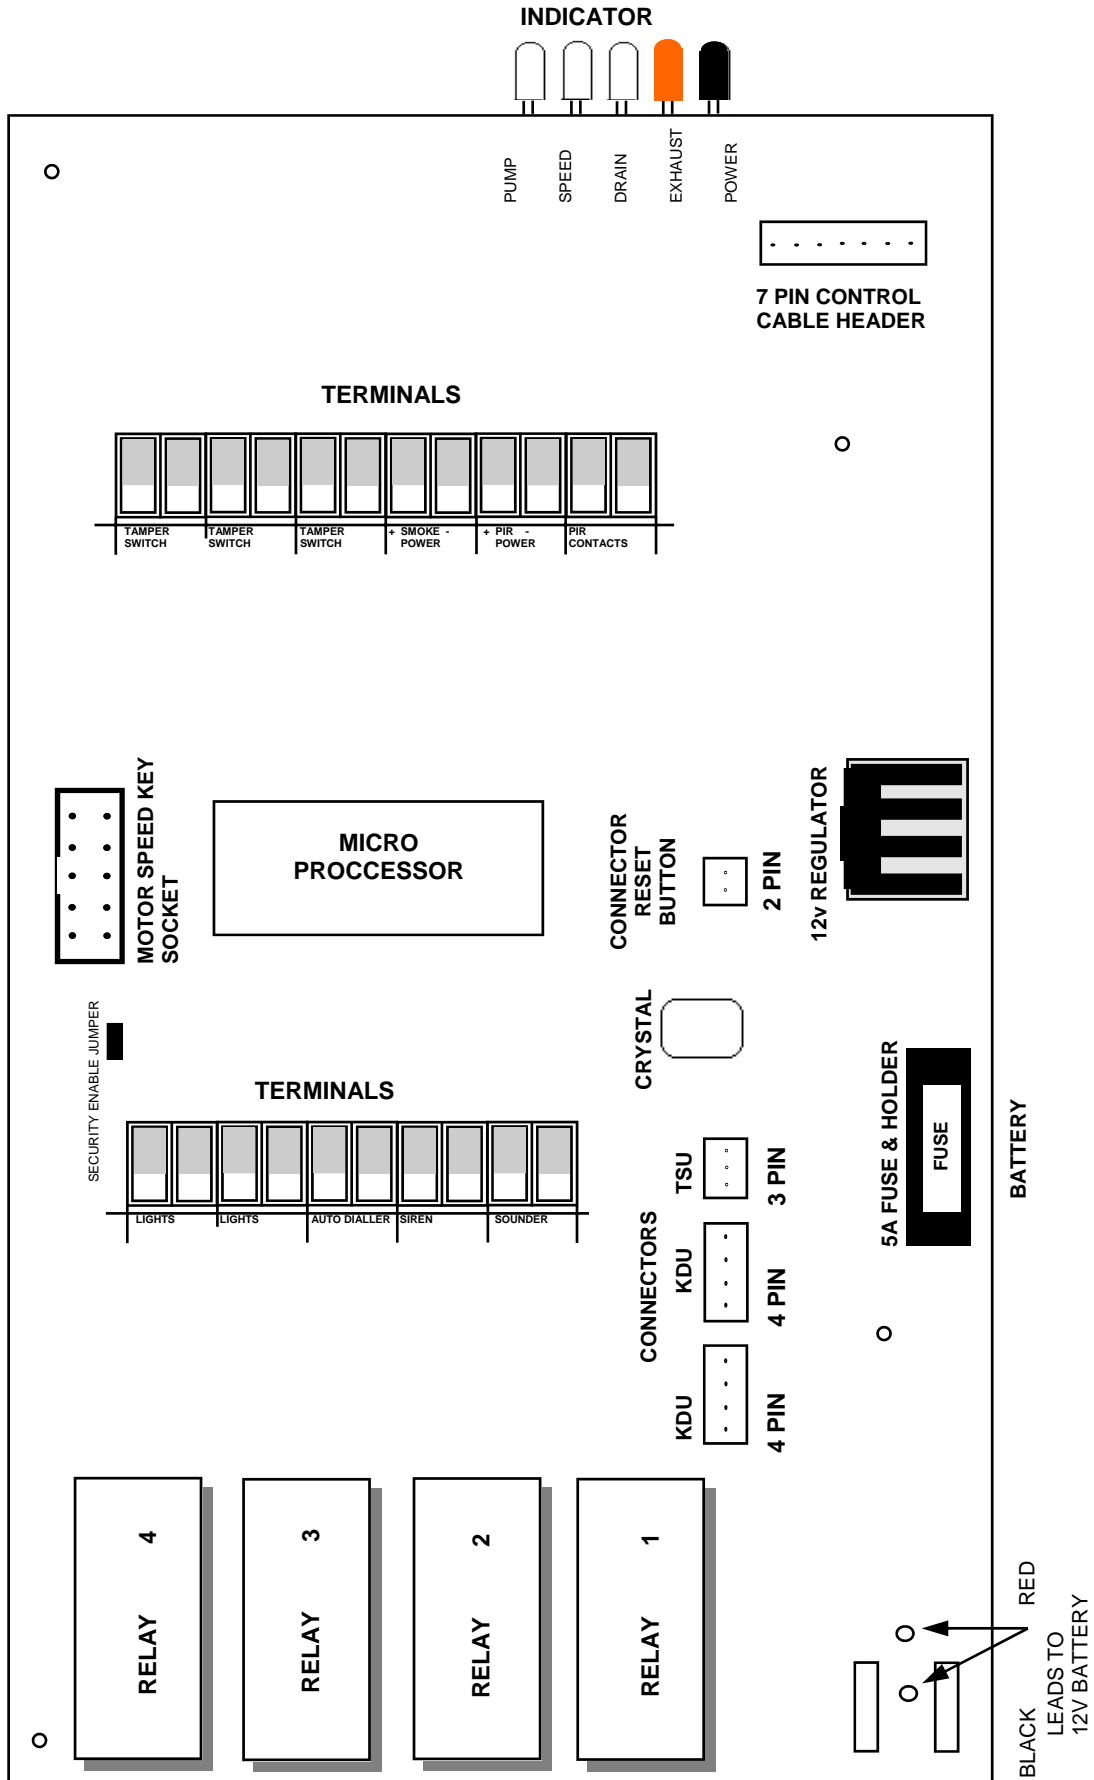 INDICATOR
PUMP
SPEED
DRAIN
EXHAUST
POWER
7 PIN CONTROL
CABLE HEADER
TERMINALS
TAMPER
SWITCH
TAMPER
SWITCH
TAMPER
SWITCH
+ SMOKE -
POWER
+ PIR -
POWER
PIR
CONTACTS
MOTOR SPEED KEY
SOCKET
MICRO
PROCCESSOR
CONNECTOR
RESET
BUTTON
2 PIN
12v REGULATOR
SECURITY ENABLE JUMPER
CRYSTAL
TERMINALS
LIGHTS
LIGHTS
AUTO DIALLER
SIREN
SOUNDER
CONNECTORS
TSU
3 PIN
KDU
4 PIN
KDU
4 PIN
5A FUSE & HOLDER
FUSE
BATTERY
RELAY 4
RELAY 3
RELAY 2
RELAY 1
RED
BLACK
LEADS TO
12V BATTERY